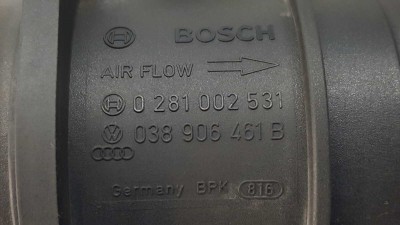 BOSCH
AIR FLOW
0 281 002 531
038 906 461 B
Germany BPK 816